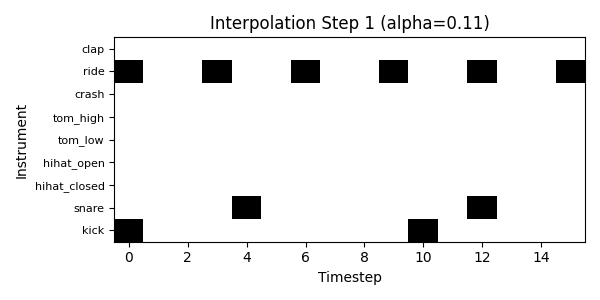 Interpolation Step 1 (alpha=0.11)
clap
ride
crash
tom_high
tom_low
hihat_open
hihat_closed
snare
kick
Instrument
0 2 4 6 8 10 12 14
Timestep